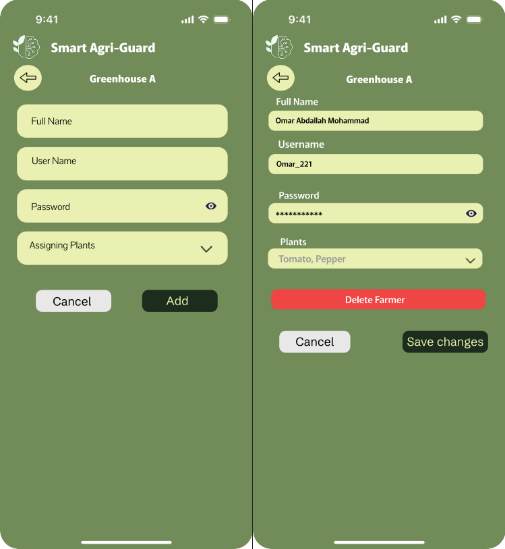 9:41
Smart Agri-Guard
Greenhouse A
Full Name
User Name
Password
Assigning Plants
Cancel
Add
9:41
Smart Agri-Guard
Greenhouse A
Full Name
Omar Abdallah Mohammad
Username
Omar_221
Password
***********
Plants
Tomato, Pepper
Delete Farmer
Cancel
Save changes